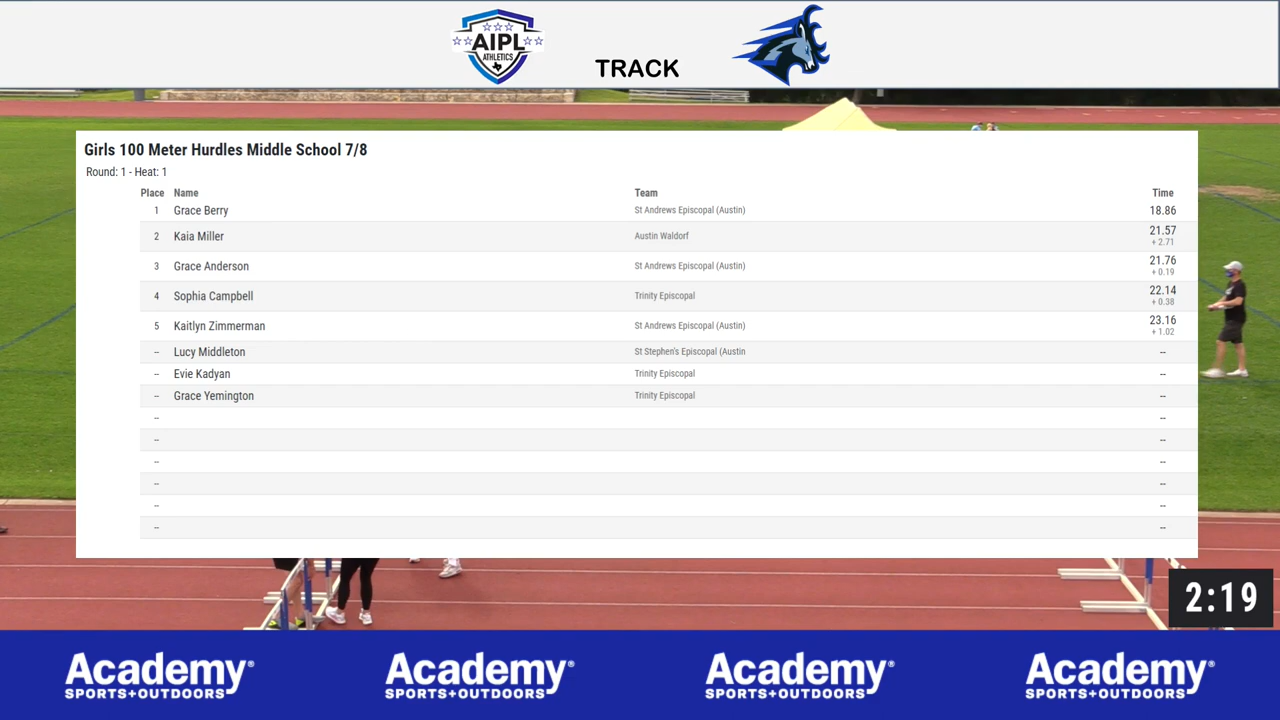 AIPL
ATHLETICS
TRACK
Girls 100 Meter Hurdles Middle School 7/8
Round: 1 - Heat: 1
Place Name Team Time
1 Grace Berry St Andrews Episcopal (Austin) 18.86
2 Kaia Miller Austin Waldorf 21.57
+ 2.71
3 Grace Anderson St Andrews Episcopal (Austin) 21.76
+ 0.19
4 Sophia Campbell Trinity Episcopal 22.14
+ 0.38
5 Kaitlyn Zimmerman St Andrews Episcopal (Austin) 23.16
+ 1.02
-- Lucy Middleton St Stephen's Episcopal (Austin --
-- Evie Kadyan Trinity Episcopal --
-- Grace Yemington Trinity Episcopal --
-- --
-- --
-- --
-- --
-- --
-- --
2:19
Academy® Academy® Academy® Academy®
SPORTS+OUTDOORS SPORTS+OUTDOORS SPORTS+OUTDOORS SPORTS+OUTDOORS